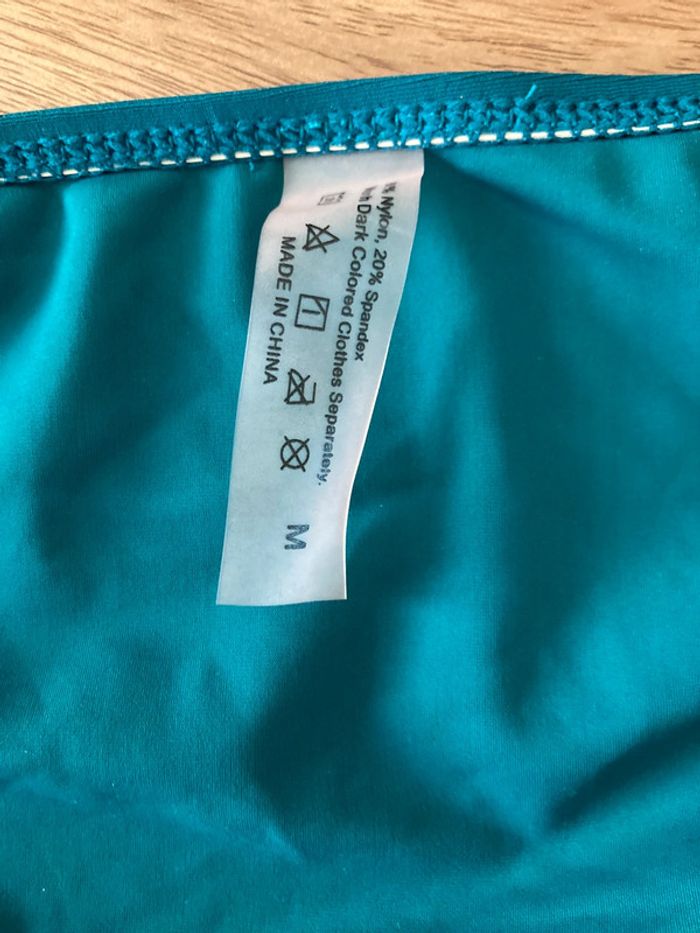 Nylon, 20% Spandex
Dark Colored Clothes Separately.
MADE IN CHINA
M